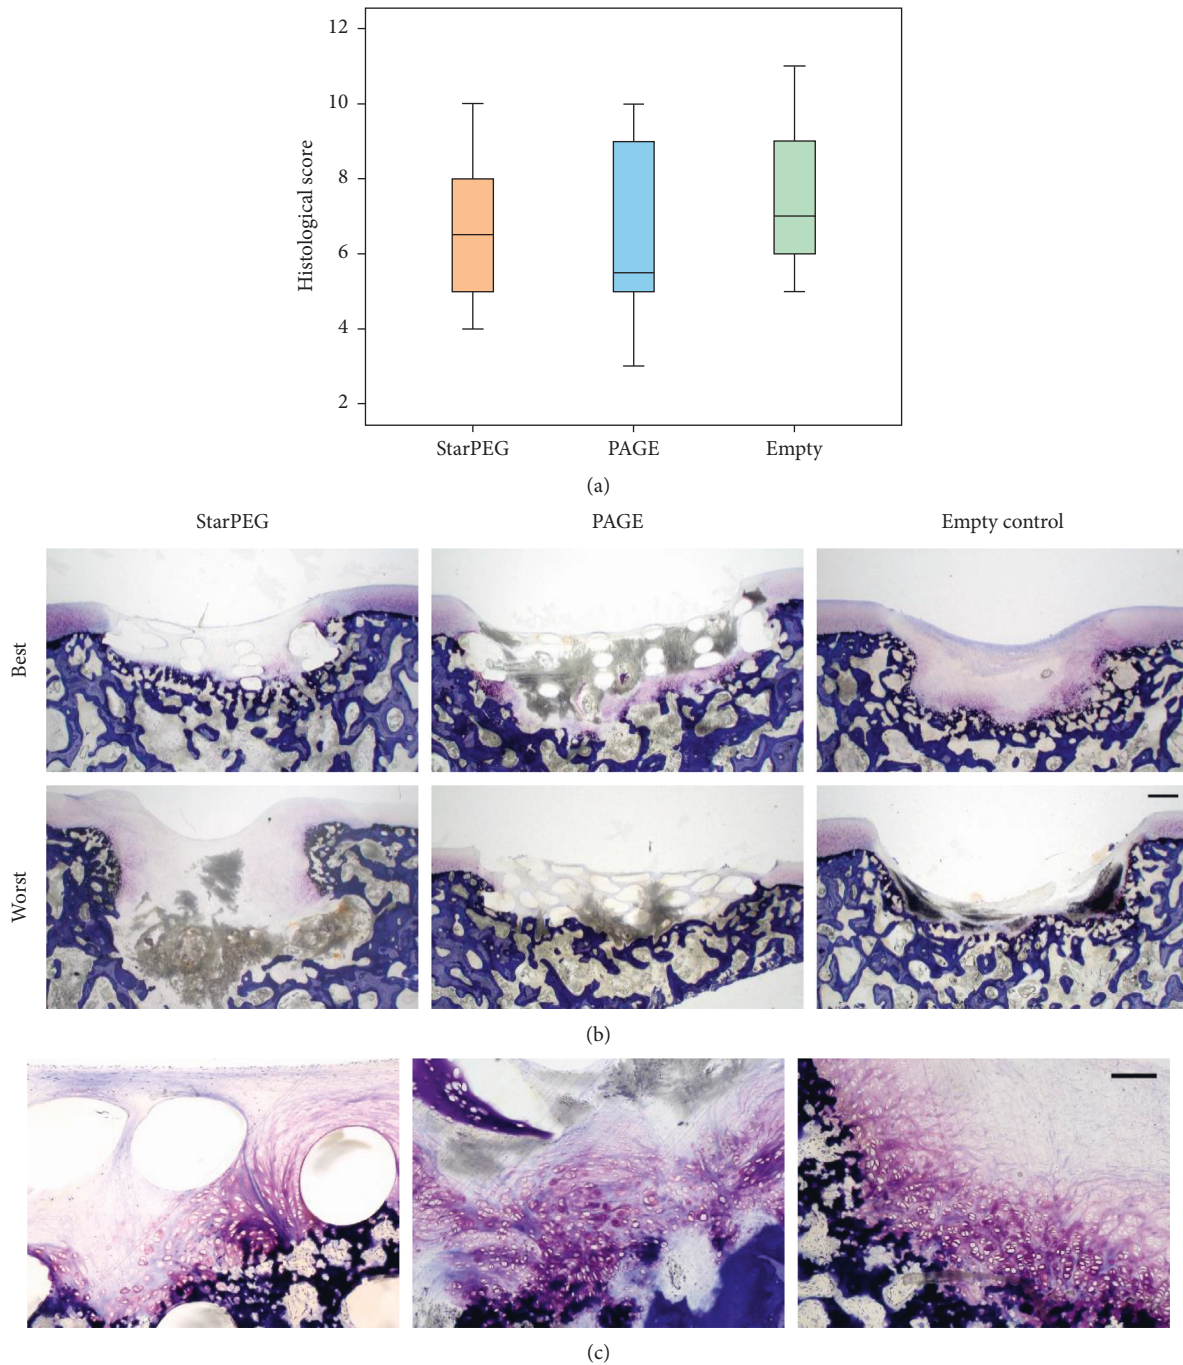 12
10
8
6
4
2
Histological score
StarPEG PAGE Empty
(a)
StarPEG PAGE Empty control
Best
Worst
(b)
(c)